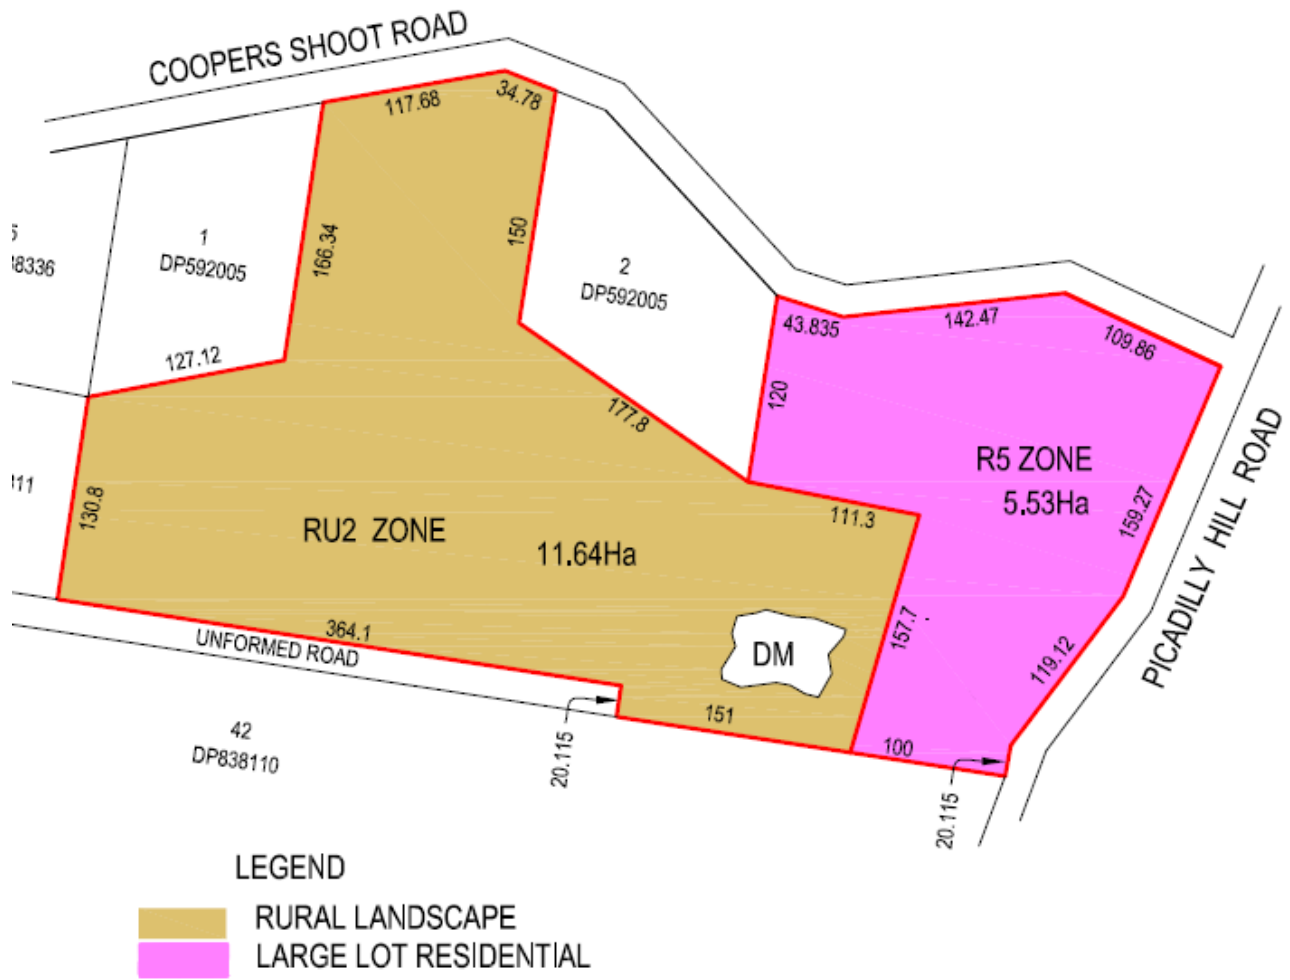 COOPERS SHOOT ROAD
117.68
34.78
166.34
150
1
DP592005
2
DP592005
5
38336
127.12
177.8
43.835
142.47
109.86
120
R5 ZONE
5.53Ha
159.27
PICADILLY HILL ROAD
311
130.8
RU2 ZONE
11.64Ha
111.3
157.7
DM
119.12
364.1
UNFORMED ROAD
151
100
20.115
20.115
42
DP838110
LEGEND
RURAL LANDSCAPE
LARGE LOT RESIDENTIAL